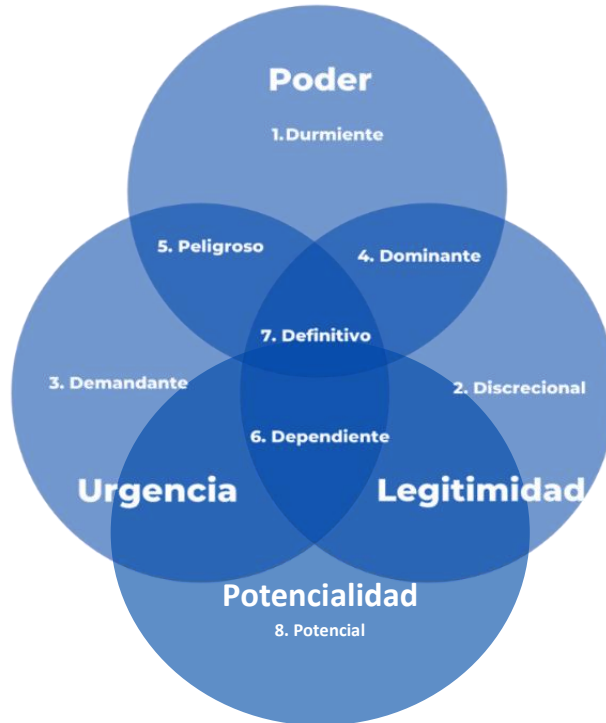 Poder
1.Durmiente
5. Peligroso
4. Dominante
7. Definitivo
3. Demandante
2. Discrecional
6. Dependiente
Urgencia
Legitimidad
Potencialidad
8. Potencial